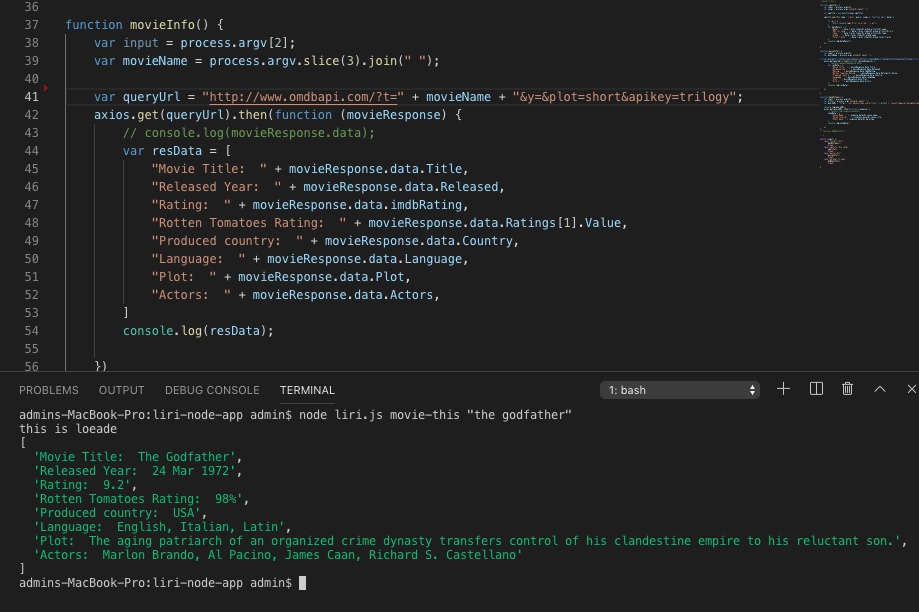 36
37 function movieInfo() {
38     var input = process.argv[2];
39     var movieName = process.argv.slice(3).join(" ");
40
41     var queryUrl = "http://www.omdbapi.com/?t=" + movieName + "&y=&plot=short&apikey=trilogy";
42     axios.get(queryUrl).then(function (movieResponse) {
43         // console.log(movieResponse.data);
44         var resData = [
45             "Movie Title:  " + movieResponse.data.Title,
46             "Released Year:  " + movieResponse.data.Released,
47             "Rating:  " + movieResponse.data.imdbRating,
48             "Rotten Tomatoes Rating:  " + movieResponse.data.Ratings[1].Value,
49             "Produced country:  " + movieResponse.data.Country,
50             "Language:  " + movieResponse.data.Language,
51             "Plot:  " + movieResponse.data.Plot,
52             "Actors:  " + movieResponse.data.Actors,
53         ]
54         console.log(resData);
55
56     })
PROBLEMS OUTPUT DEBUG CONSOLE TERMINAL 1: bash
admins-MacBook-Pro:liri-node-app admin$ node liri.js movie-this "the godfather"
this is loeade
[
  'Movie Title:  The Godfather',
  'Released Year:  24 Mar 1972',
  'Rating:  9.2',
  'Rotten Tomatoes Rating:  98%',
  'Produced country:  USA',
  'Language:  English, Italian, Latin',
  'Plot:  The aging patriarch of an organized crime dynasty transfers control of his clandestine empire to his reluctant son.',
  'Actors:  Marlon Brando, Al Pacino, James Caan, Richard S. Castellano'
]
admins-MacBook-Pro:liri-node-app admin$